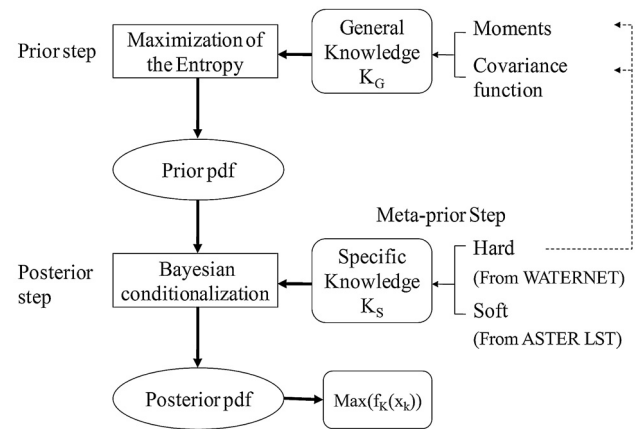 Prior step
Maximization of
the Entropy
General
Knowledge
K_G
Moments
Covariance
function
Prior pdf
Meta-prior Step
Posterior
step
Bayesian
conditionalization
Specific
Knowledge
K_S
Hard
(From WATERNET)
Soft
(From ASTER LST)
Posterior pdf
Max(f_K(x_k))